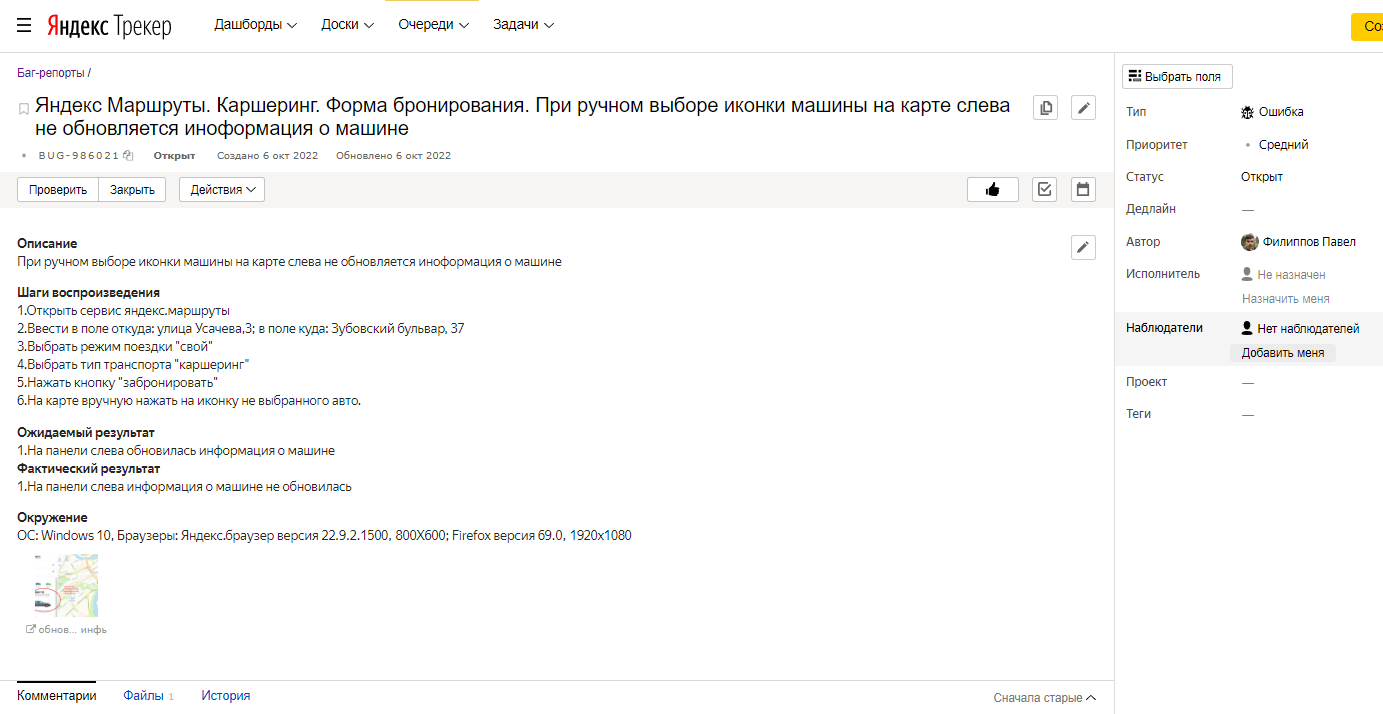 Яндекс Трекер
Дашборды
Доски
Очереди
Задачи
Соз
Баг-репорты /
Яндекс Маршруты. Каршеринг. Форма бронирования. При ручном выборе иконки машины на карте слева
не обновляется иноформация о машине
BUG-986021 Открыт Создано 6 окт 2022 Обновлено 6 окт 2022
Проверить Закрыть Действия
Описание
При ручном выборе иконки машины на карте слева не обновляется иноформация о машине
Шаги воспроизведения
1.Открыть сервис яндекс.маршруты
2.Ввести в поле откуда: улица Усачева,3; в поле куда: Зубовский бульвар, 37
3.Выбрать режим поездки "свой"
4.Выбрать тип транспорта "каршеринг"
5.Нажать кнопку "забронировать"
6.На карте вручную нажать на иконку не выбранного авто.
Ожидаемый результат
1.На панели слева обновилась информация о машине
Фактический результат
1.На панели слева информация о машине не обновилась
Окружение
ОС: Windows 10, Браузеры: Яндекс.браузер версия 22.9.2.1500, 800X600; Firefox версия 69.0, 1920x1080
обнов... инфы
Комментарии Файлы 1 История Сначала старые
Выбрать поля
Тип Ошибка
Приоритет Средний
Статус Открыт
Дедлайн —
Автор Филиппов Павел
Исполнитель Не назначен
Назначить меня
Наблюдатели Нет наблюдателей
Добавить меня
Проект —
Теги —